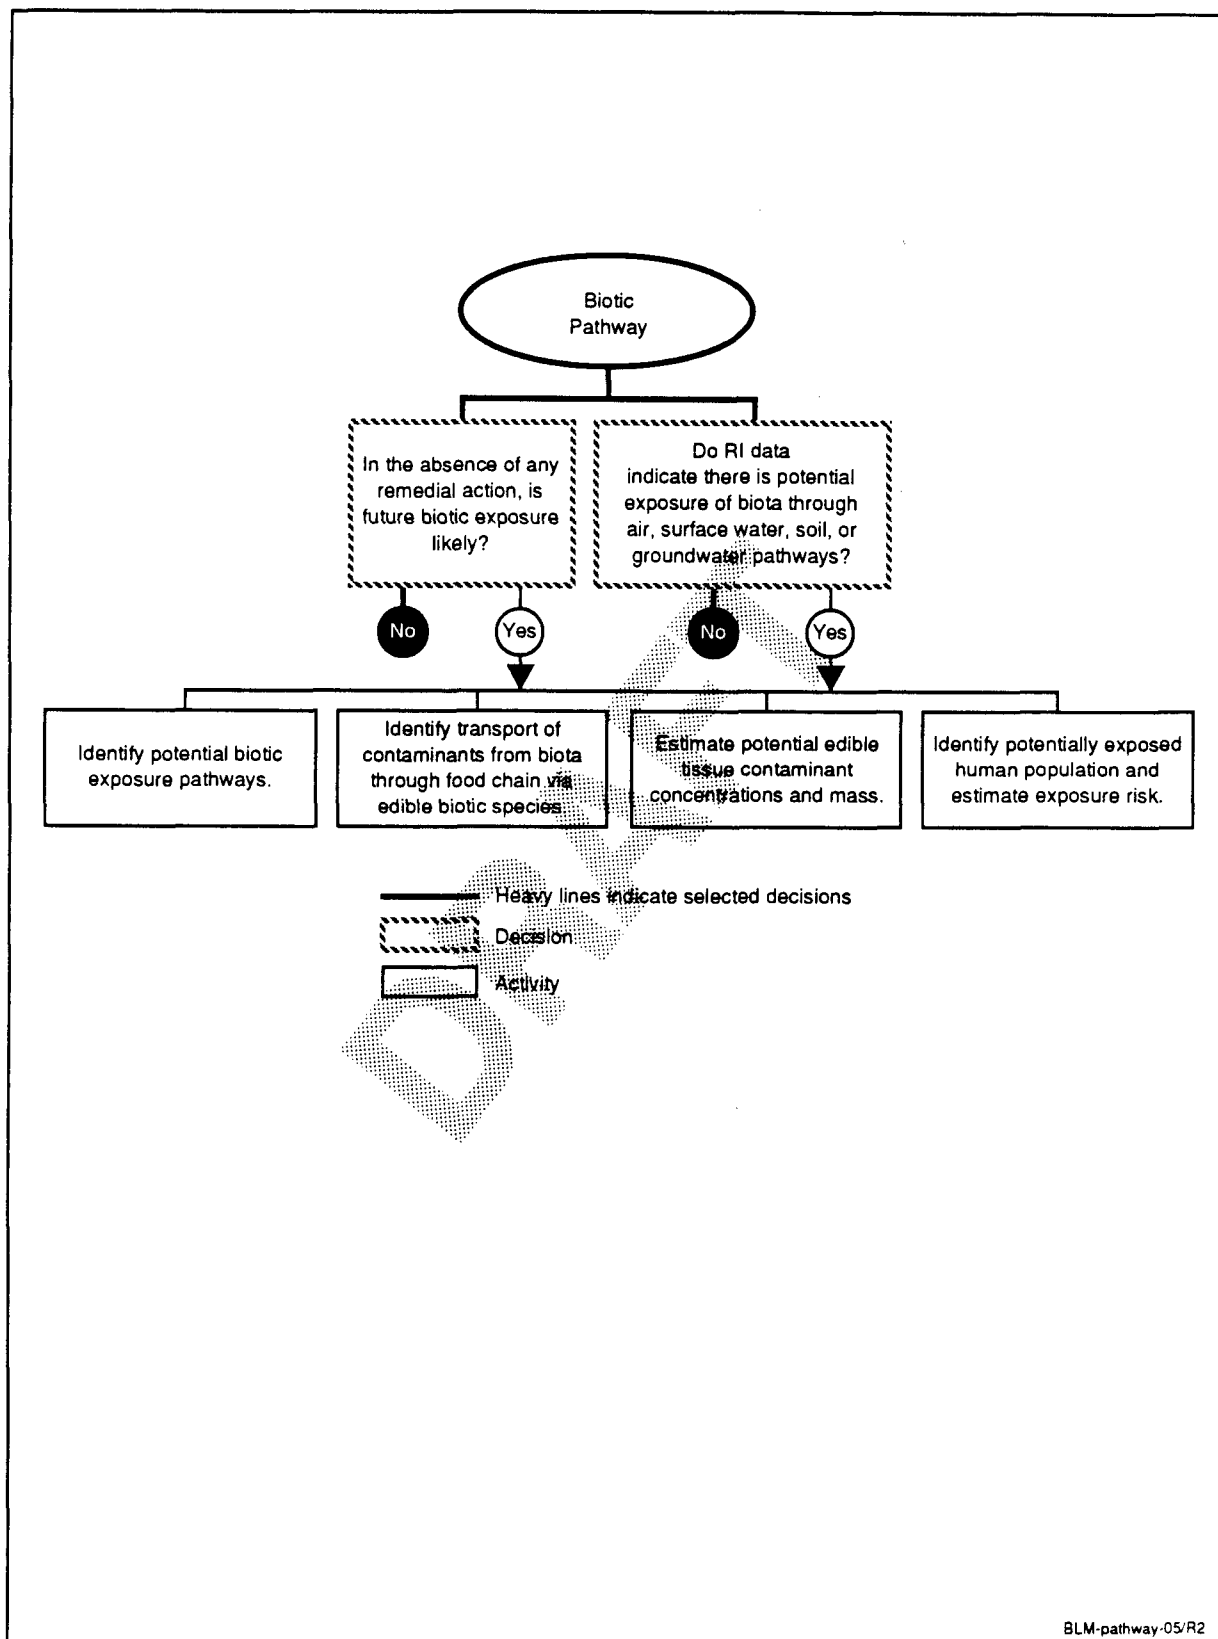 Biotic
Pathway
In the absence of any
remedial action, is
future biotic exposure
likely?
Do RI data
indicate there is potential
exposure of biota through
air, surface water, soil, or
groundwater pathways?
No
Yes
No
Yes
Identify potential biotic
exposure pathways.
Identify transport of
contaminants from biota
through food chain via
edible biotic species.
Estimate potential edible
tissue contaminant
concentrations and mass.
Identify potentially exposed
human population and
estimate exposure risk.
Heavy lines indicate selected decisions
Decision
Activity
DRAFT
BLM-pathway-05/R2